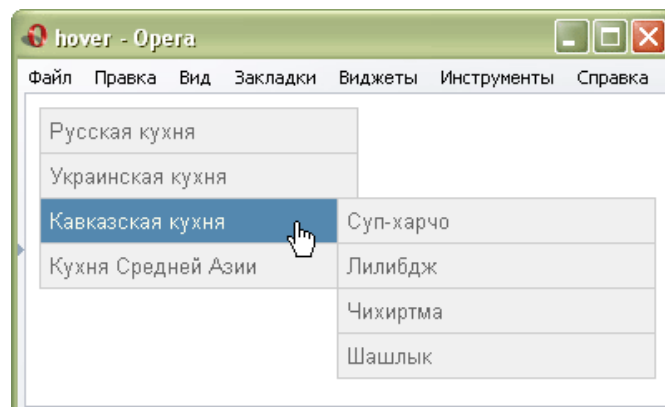 hover - Opera
Файл Правка Вид Закладки Виджеты Инструменты Справка
Русская кухня
Украинская кухня
Кавказская кухня
Кухня Средней Азии
Суп-харчо
Лилибдж
Чихиртма
Шашлык